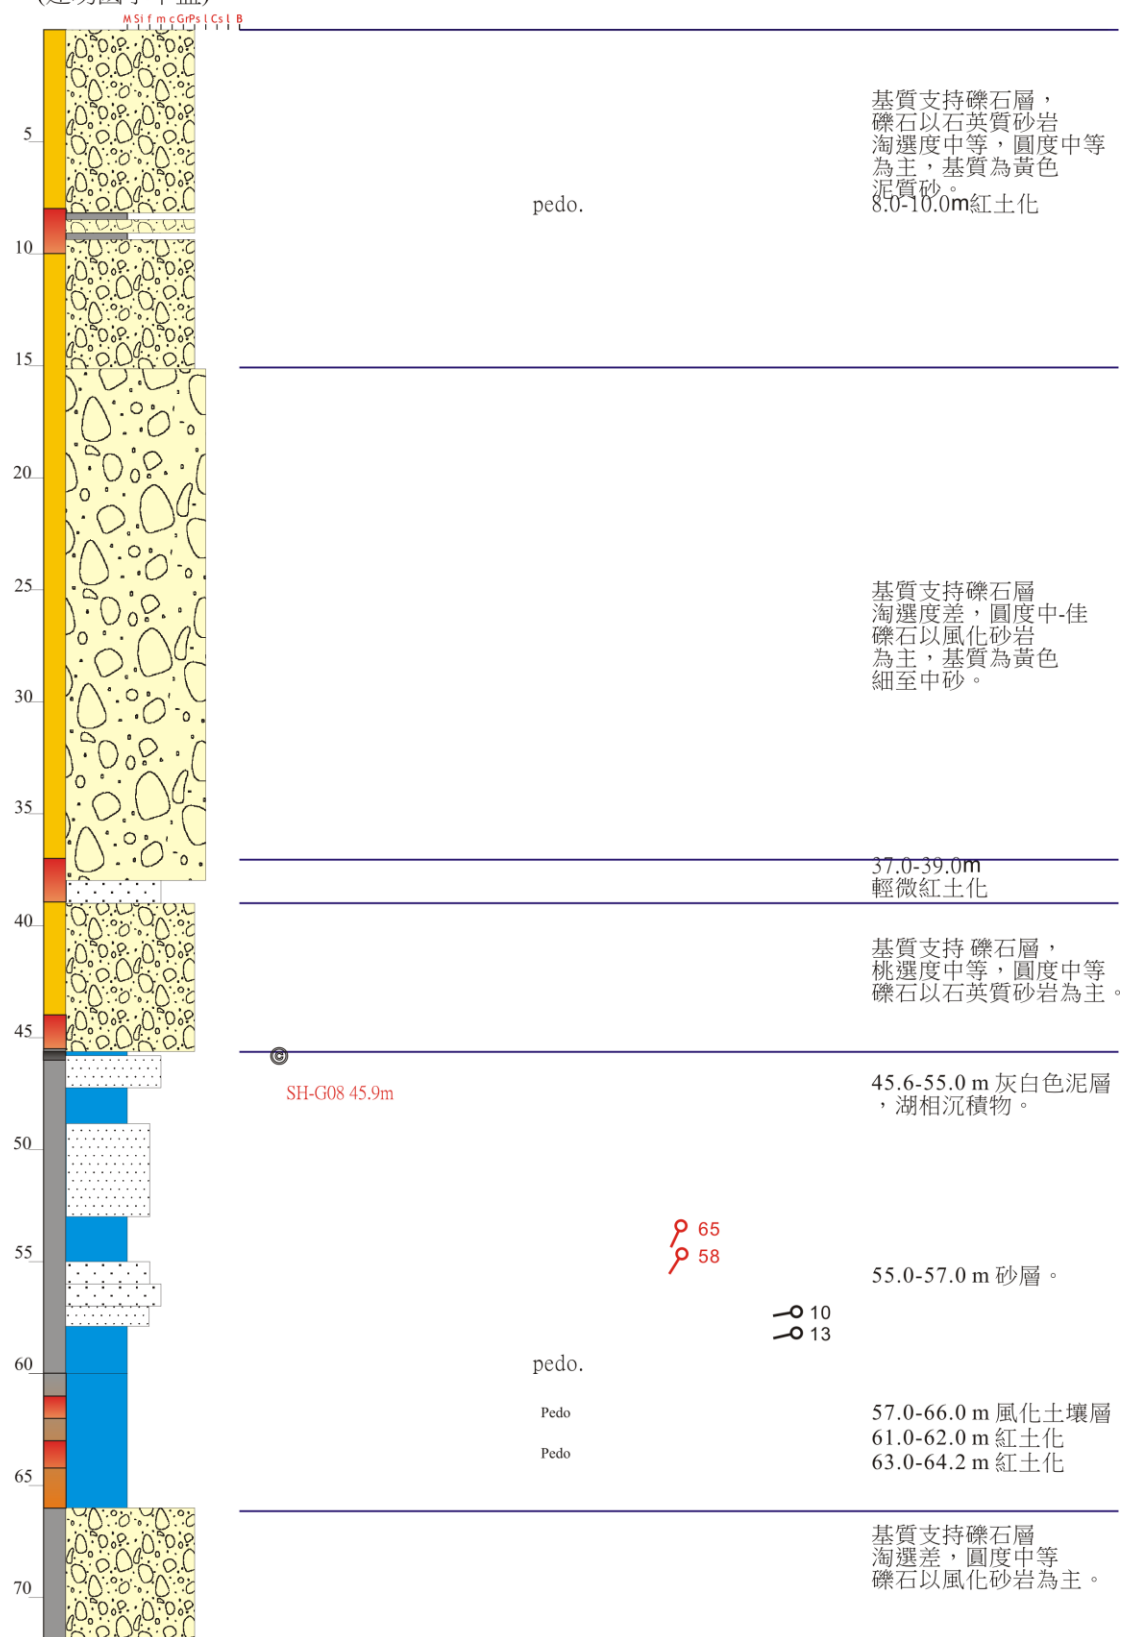 M Si f m c Gr Ps l Cs l B
基質支持礫石層，
礫石以石英質砂岩
淘選度中等，圓度中等
為主，基質為黃色
泥質砂。
5
pedo.
8.0-10.0m紅土化
10
15
20
25
基質支持礫石層
淘選度差，圓度中-佳
礫石以風化砂岩
為主，基質為黃色
細至中砂。
30
35
37.0-39.0m
輕微紅土化
40
基質支持 礫石層，
桃選度中等，圓度中等
礫石以石英質砂岩為主。
45
©
SH-G08 45.9m
45.6-55.0 m 灰白色泥層
，湖相沉積物。
50
65
55
58
55.0-57.0 m 砂層。
10
13
60
pedo.
Pedo
57.0-66.0 m 風化土壤層
61.0-62.0 m 紅土化
Pedo
63.0-64.2 m 紅土化
65
基質支持礫石層
淘選差，圓度中等
礫石以風化砂岩為主。
70